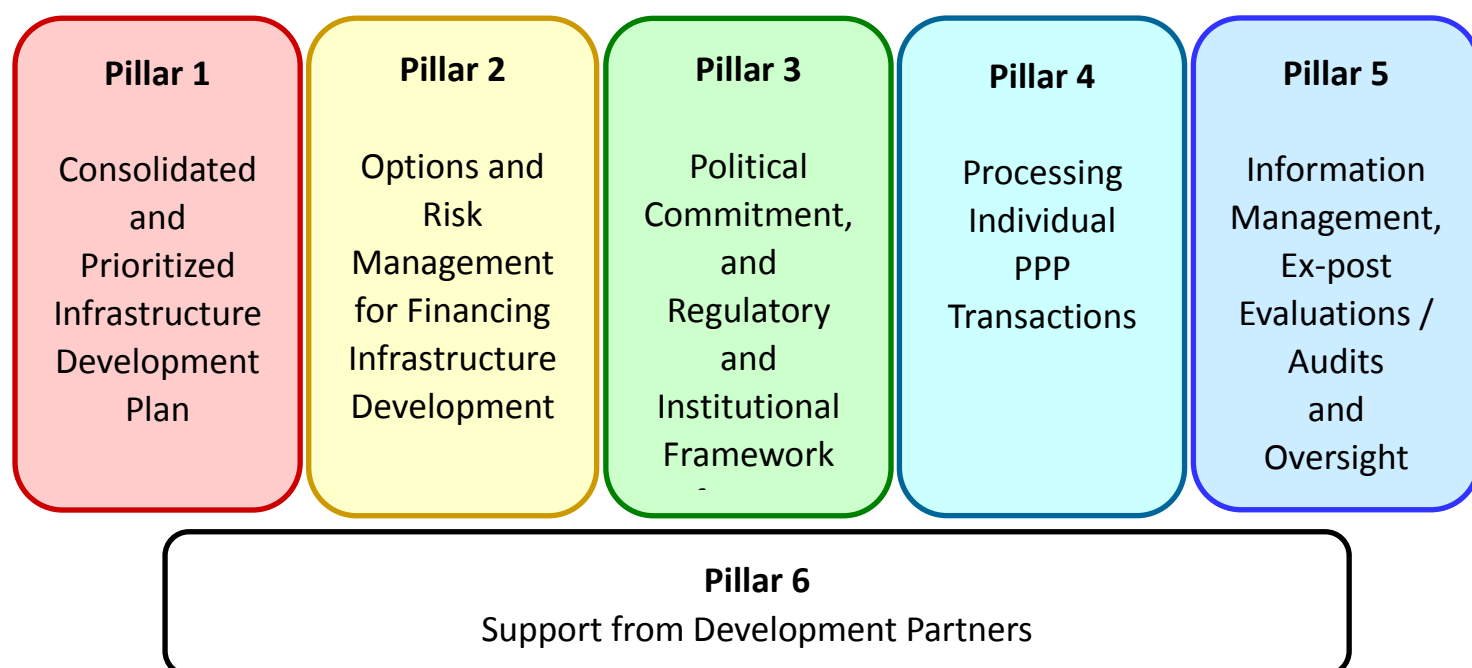 Pillar 1
Consolidated
and
Prioritized
Infrastructure
Development
Plan
Pillar 2
Options and
Risk
Management
for Financing
Infrastructure
Development
Pillar 3
Political
Commitment,
and
Regulatory
and
Institutional
Framework
Pillar 4
Processing
Individual
PPP
Transactions
Pillar 5
Information
Management,
Ex-post
Evaluations /
Audits
and
Oversight
Pillar 6
Support from Development Partners